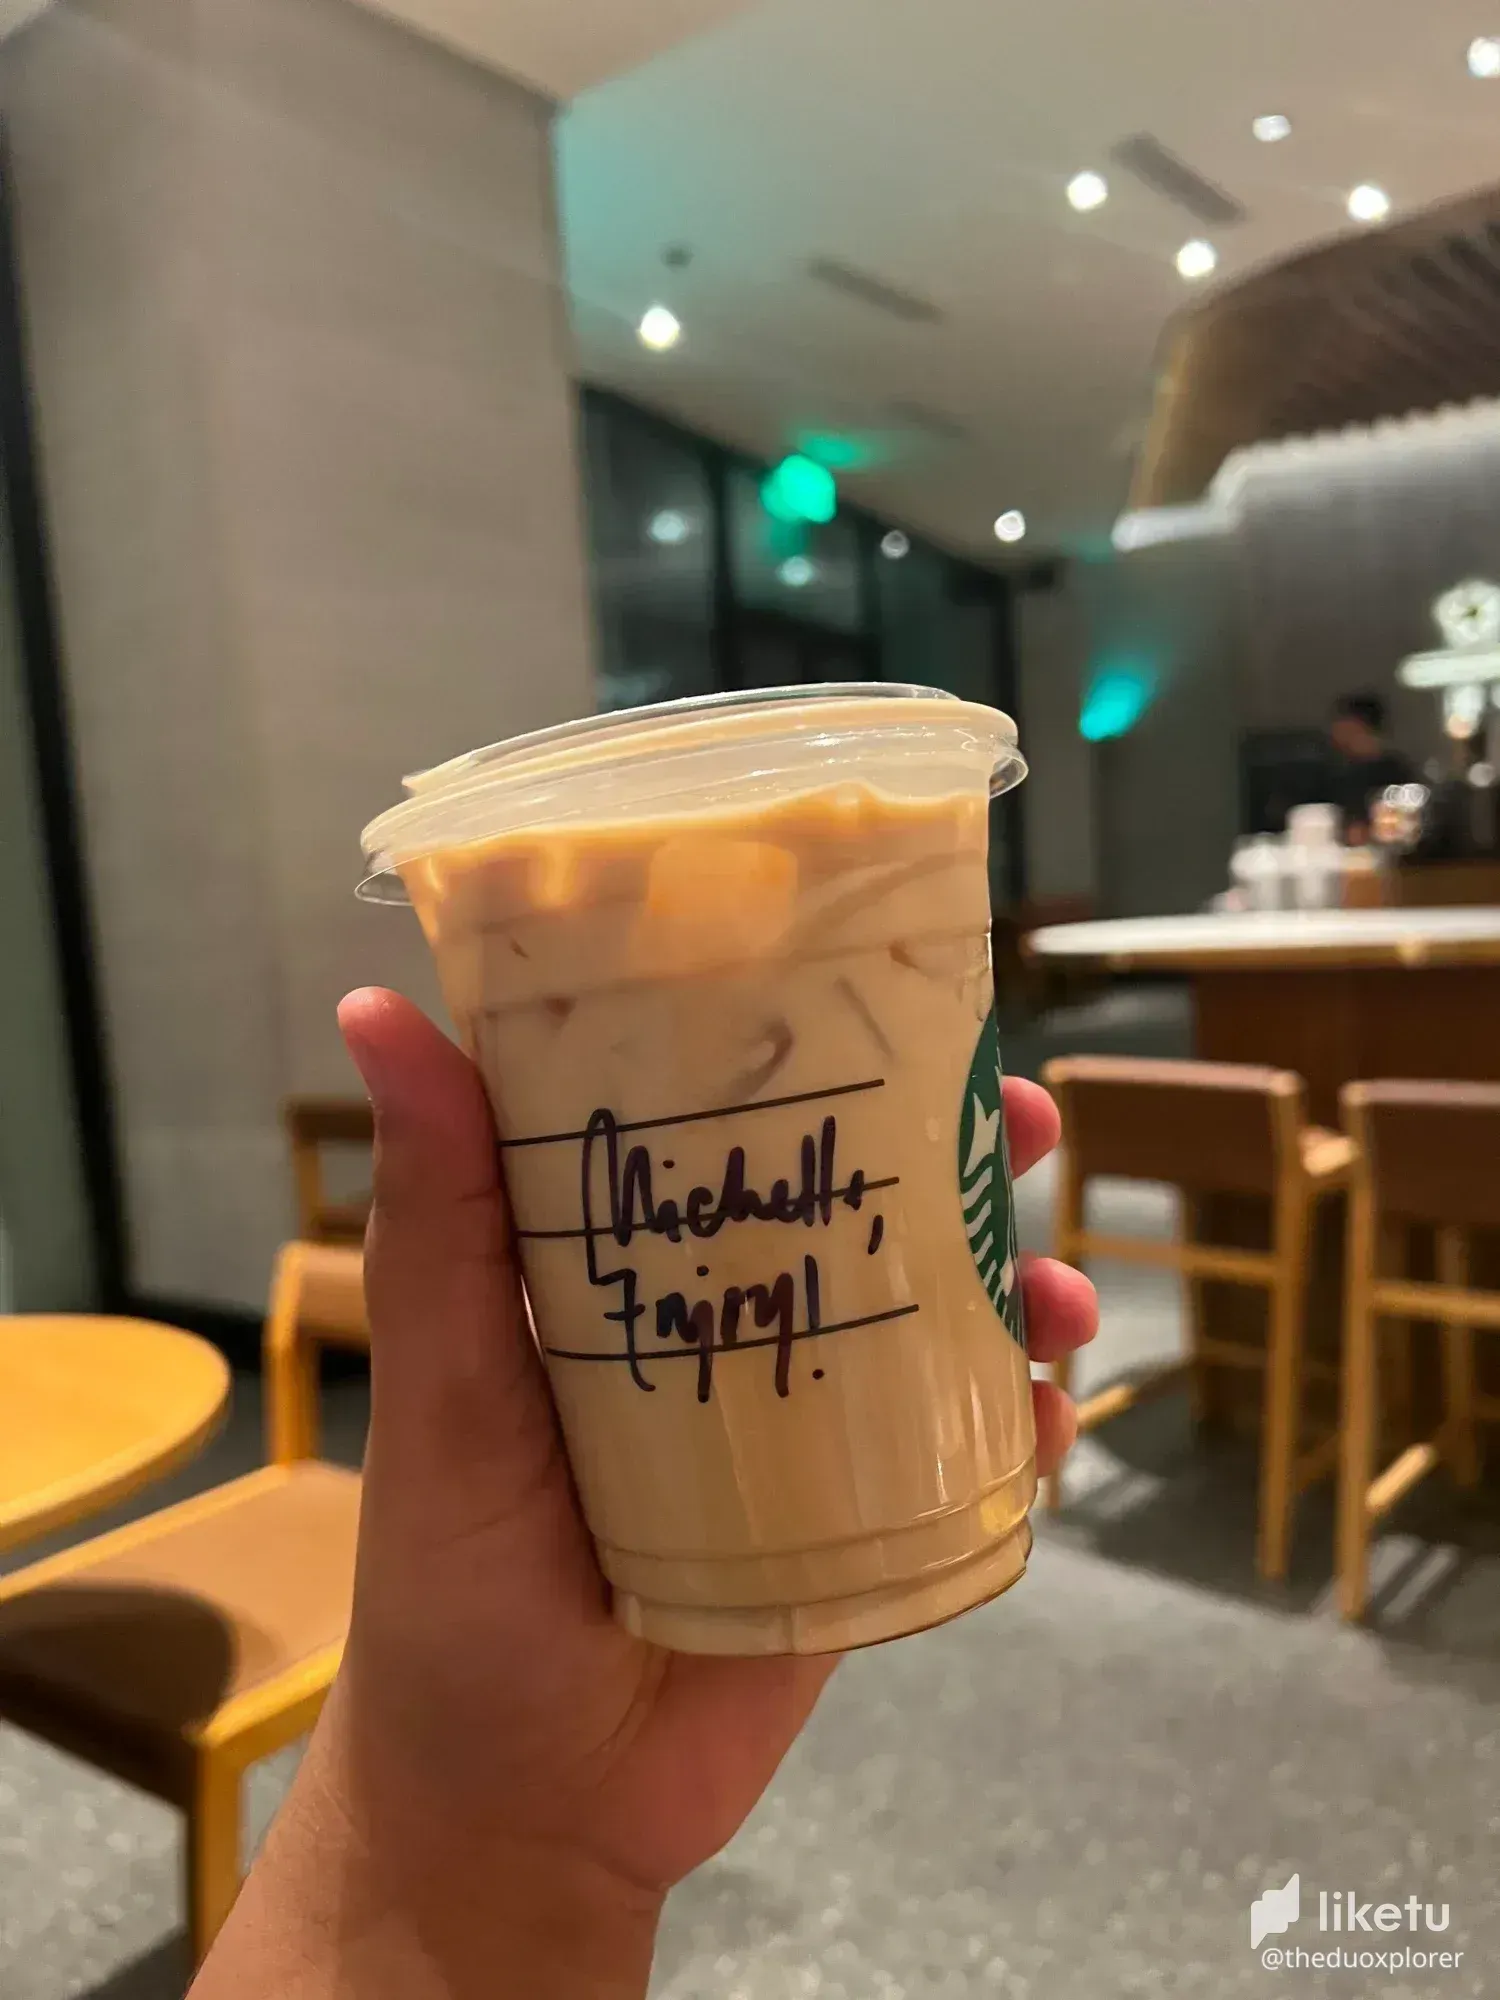 Michelle,
Enjoy!
liketu
@theduoxplorer